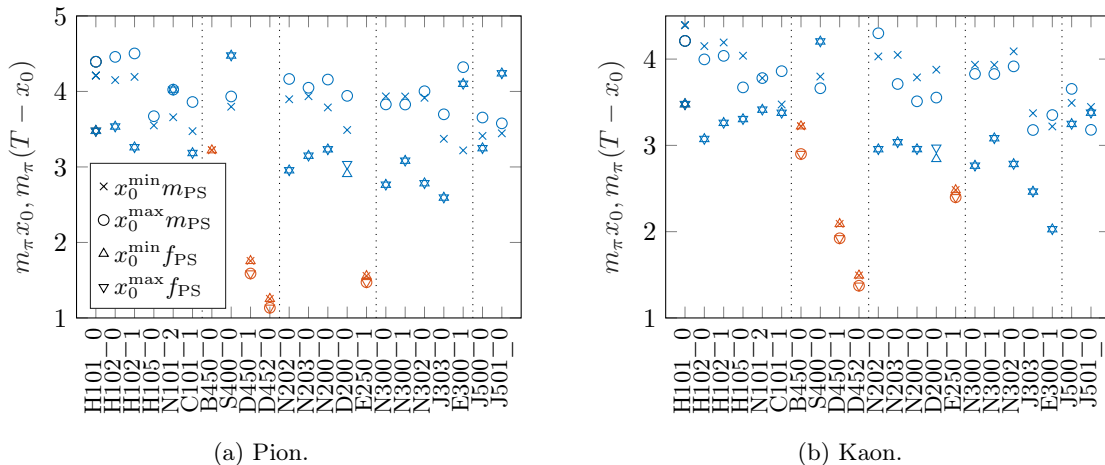 5
4
3
2
1
m_π x_0, m_π(T − x_0)
x_0^min m_PS
x_0^max m_PS
x_0^min f_PS
x_0^max f_PS
H101_0
H102_0
H102_1
H105_0
N101_2
C101_1
B450_0
S400_0
D450_1
D452_0
N202_0
N203_0
N200_0
D200_0
E250_1
N300_0
N300_1
N302_0
J303_0
E300_1
J500_0
J501_0
(a) Pion.
4
3
2
1
m_π x_0, m_π(T − x_0)
H101_0
H102_0
H102_1
H105_0
N101_2
C101_1
B450_0
S400_0
D450_1
D452_0
N202_0
N203_0
N200_0
D200_0
E250_1
N300_0
N300_1
N302_0
J303_0
E300_1
J500_0
J501_0
(b) Kaon.